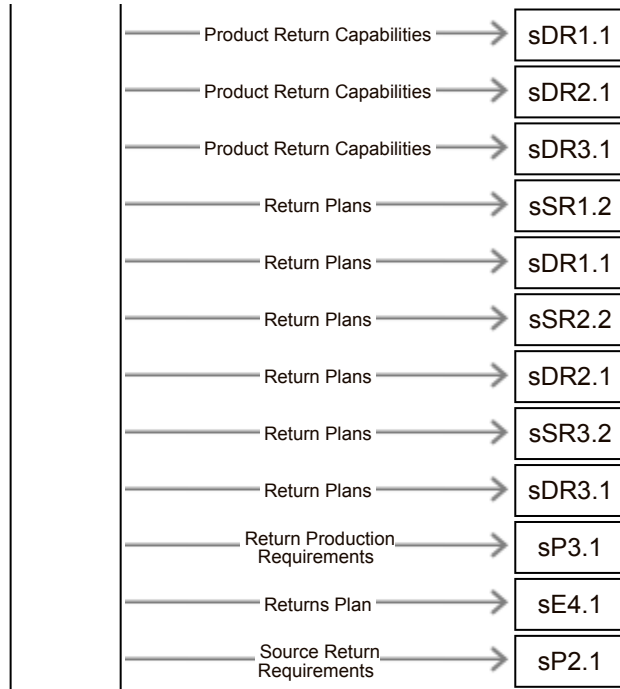 Product Return Capabilities
sDR1.1
Product Return Capabilities
sDR2.1
Product Return Capabilities
sDR3.1
Return Plans
sSR1.2
Return Plans
sDR1.1
Return Plans
sSR2.2
Return Plans
sDR2.1
Return Plans
sSR3.2
Return Plans
sDR3.1
Return Production
Requirements
sP3.1
Returns Plan
sE4.1
Source Return
Requirements
sP2.1